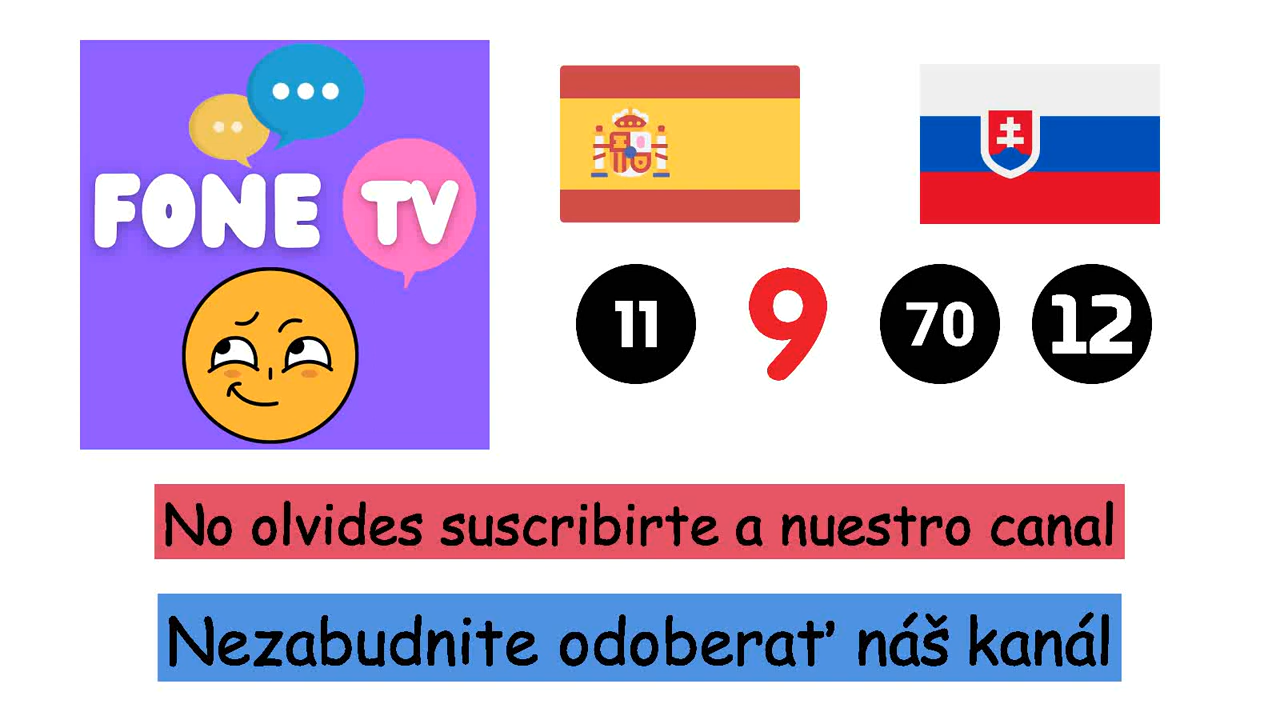 FONE TV
11 9 70 12
No olvides suscribirte a nuestro canal
Nezabudnite odoberať náš kanál